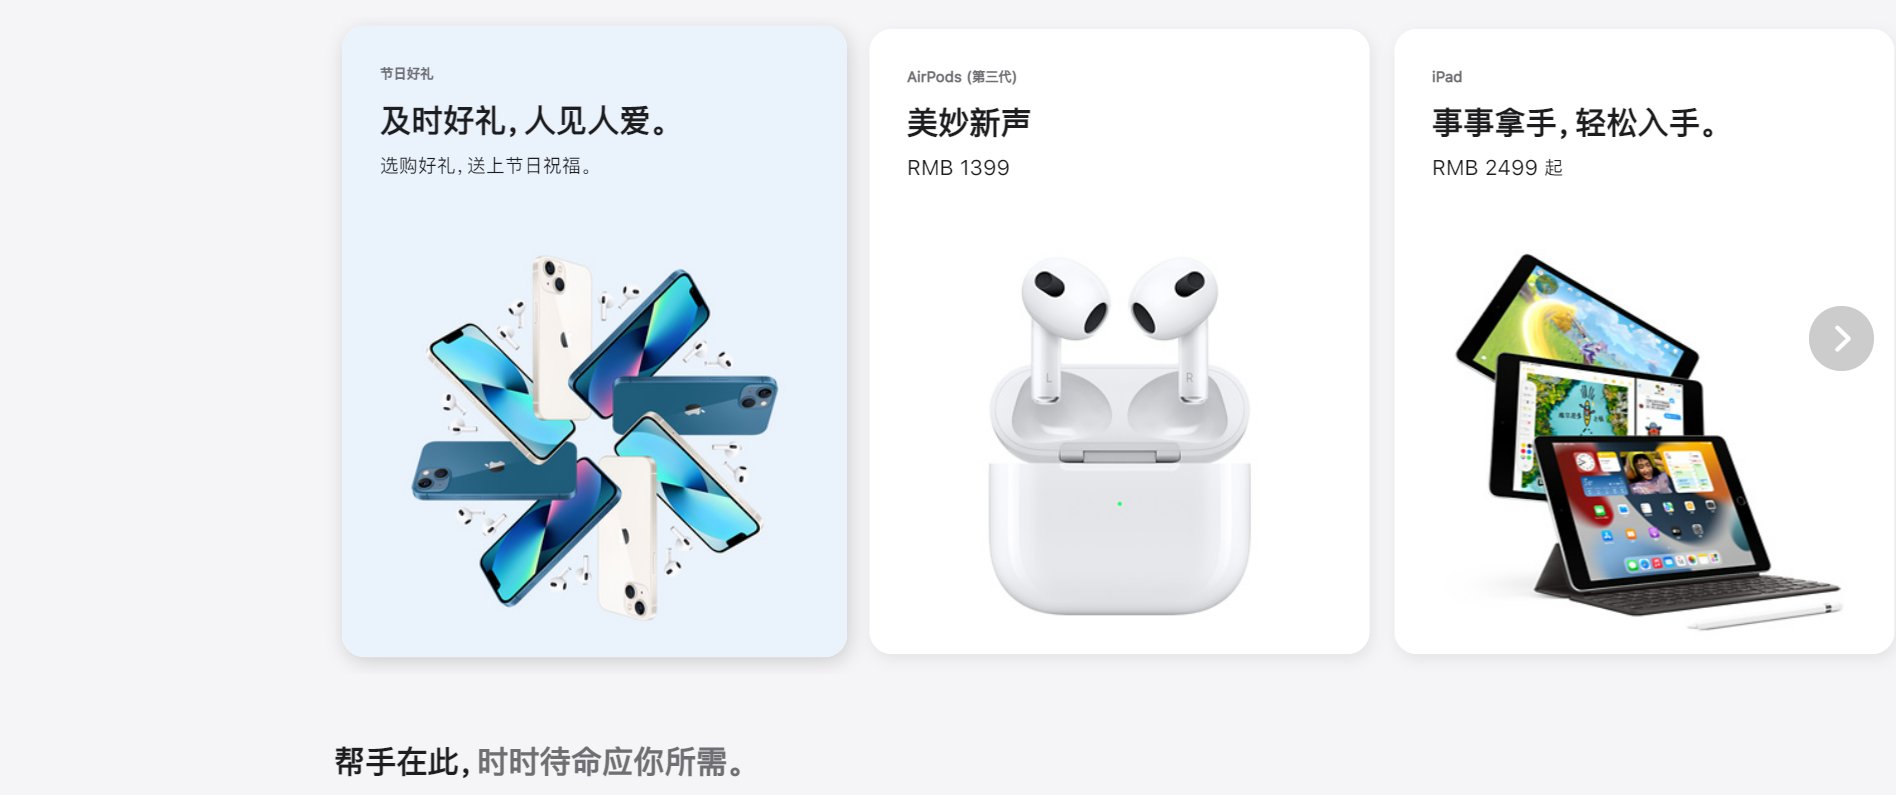 节日好礼
及时好礼，人见人爱。
选购好礼，送上节日祝福。
AirPods (第三代)
美妙新声
RMB 1399
L
R
iPad
事事拿手，轻松入手。
RMB 2499 起
帮手在此，时时待命应你所需。